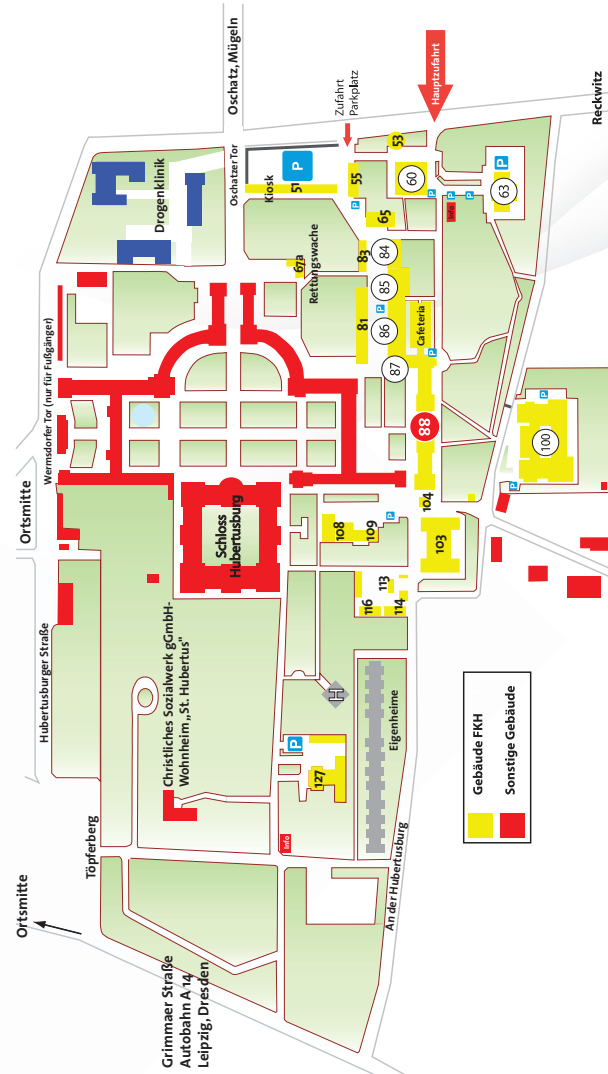 Ortsmitte
Grimmaer Straße
Autobahn A 14
Leipzig, Dresden
Töpferberg
Hubertusburger Straße
Ortsmitte
Wermsdorfer Tor (nur für Fußgänger)
Christliches Sozialwerk gGmbH-
Wohnheim „St. Hubertus"
Schloss
Hubertusburg
Drogenklinik
Oschatz, Mügeln
Oschatzer Tor
Kiosk
51
P
Zufahrt
Parkplatz
Hauptzufahrt
Reckwitz
Rettungswache
67a
55
53
P
60
P
65
83
84
85
81
86
P
Cafeteria
87
P
88
Info
P
P
63
P
100
P
P
104
103
108
109
P
113
116
114
H
P
127
Info
Eigenheime
An der Hubertusburg
Gebäude FKH
Sonstige Gebäude